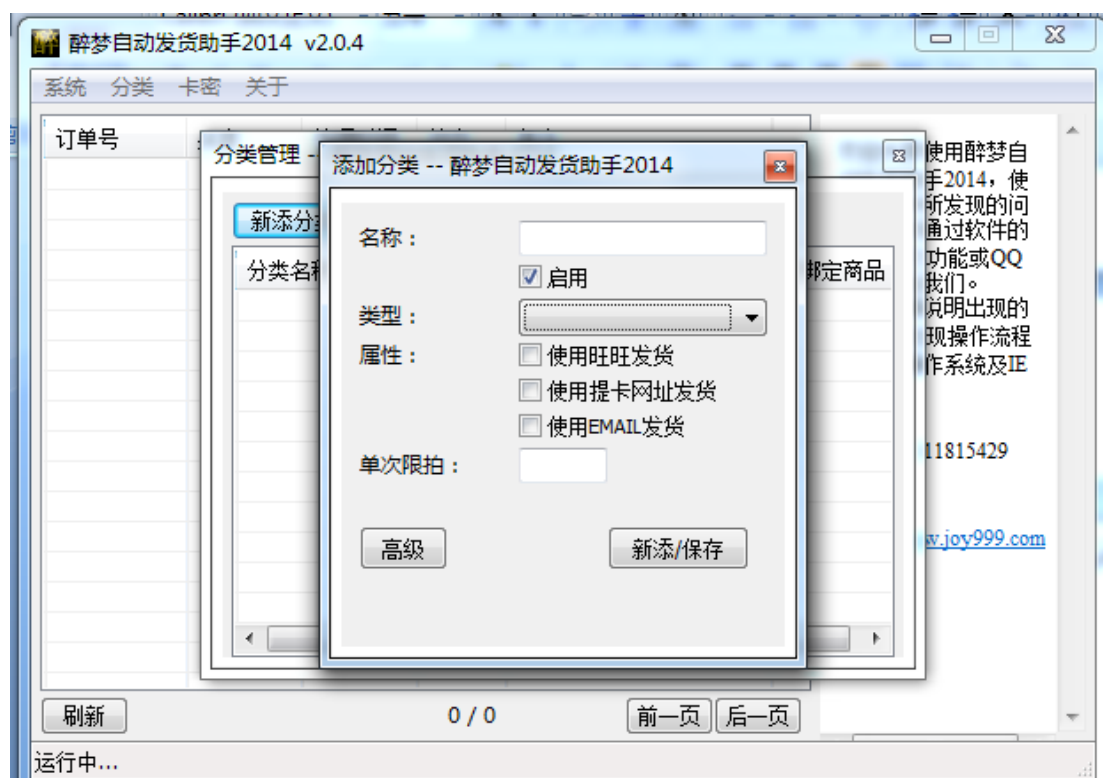 醉梦自动发货助手2014 v2.0.4
系统 分类 卡密 关于
订单号
分类管理 --
添加分类 -- 醉梦自动发货助手2014
新添分
分类名
绑定商品
名称：
启用
类型：
属性：
使用旺旺发货
使用提卡网址发货
使用EMAIL发货
单次限拍：
高级
新添/保存
使用醉梦自
手2014，使
所发现的问
通过软件的
功能或QQ
我们。
说明出现的
现操作流程
作系统及IE
11815429
w.joy999.com
刷新
0 / 0
前一页
后一页
运行中...